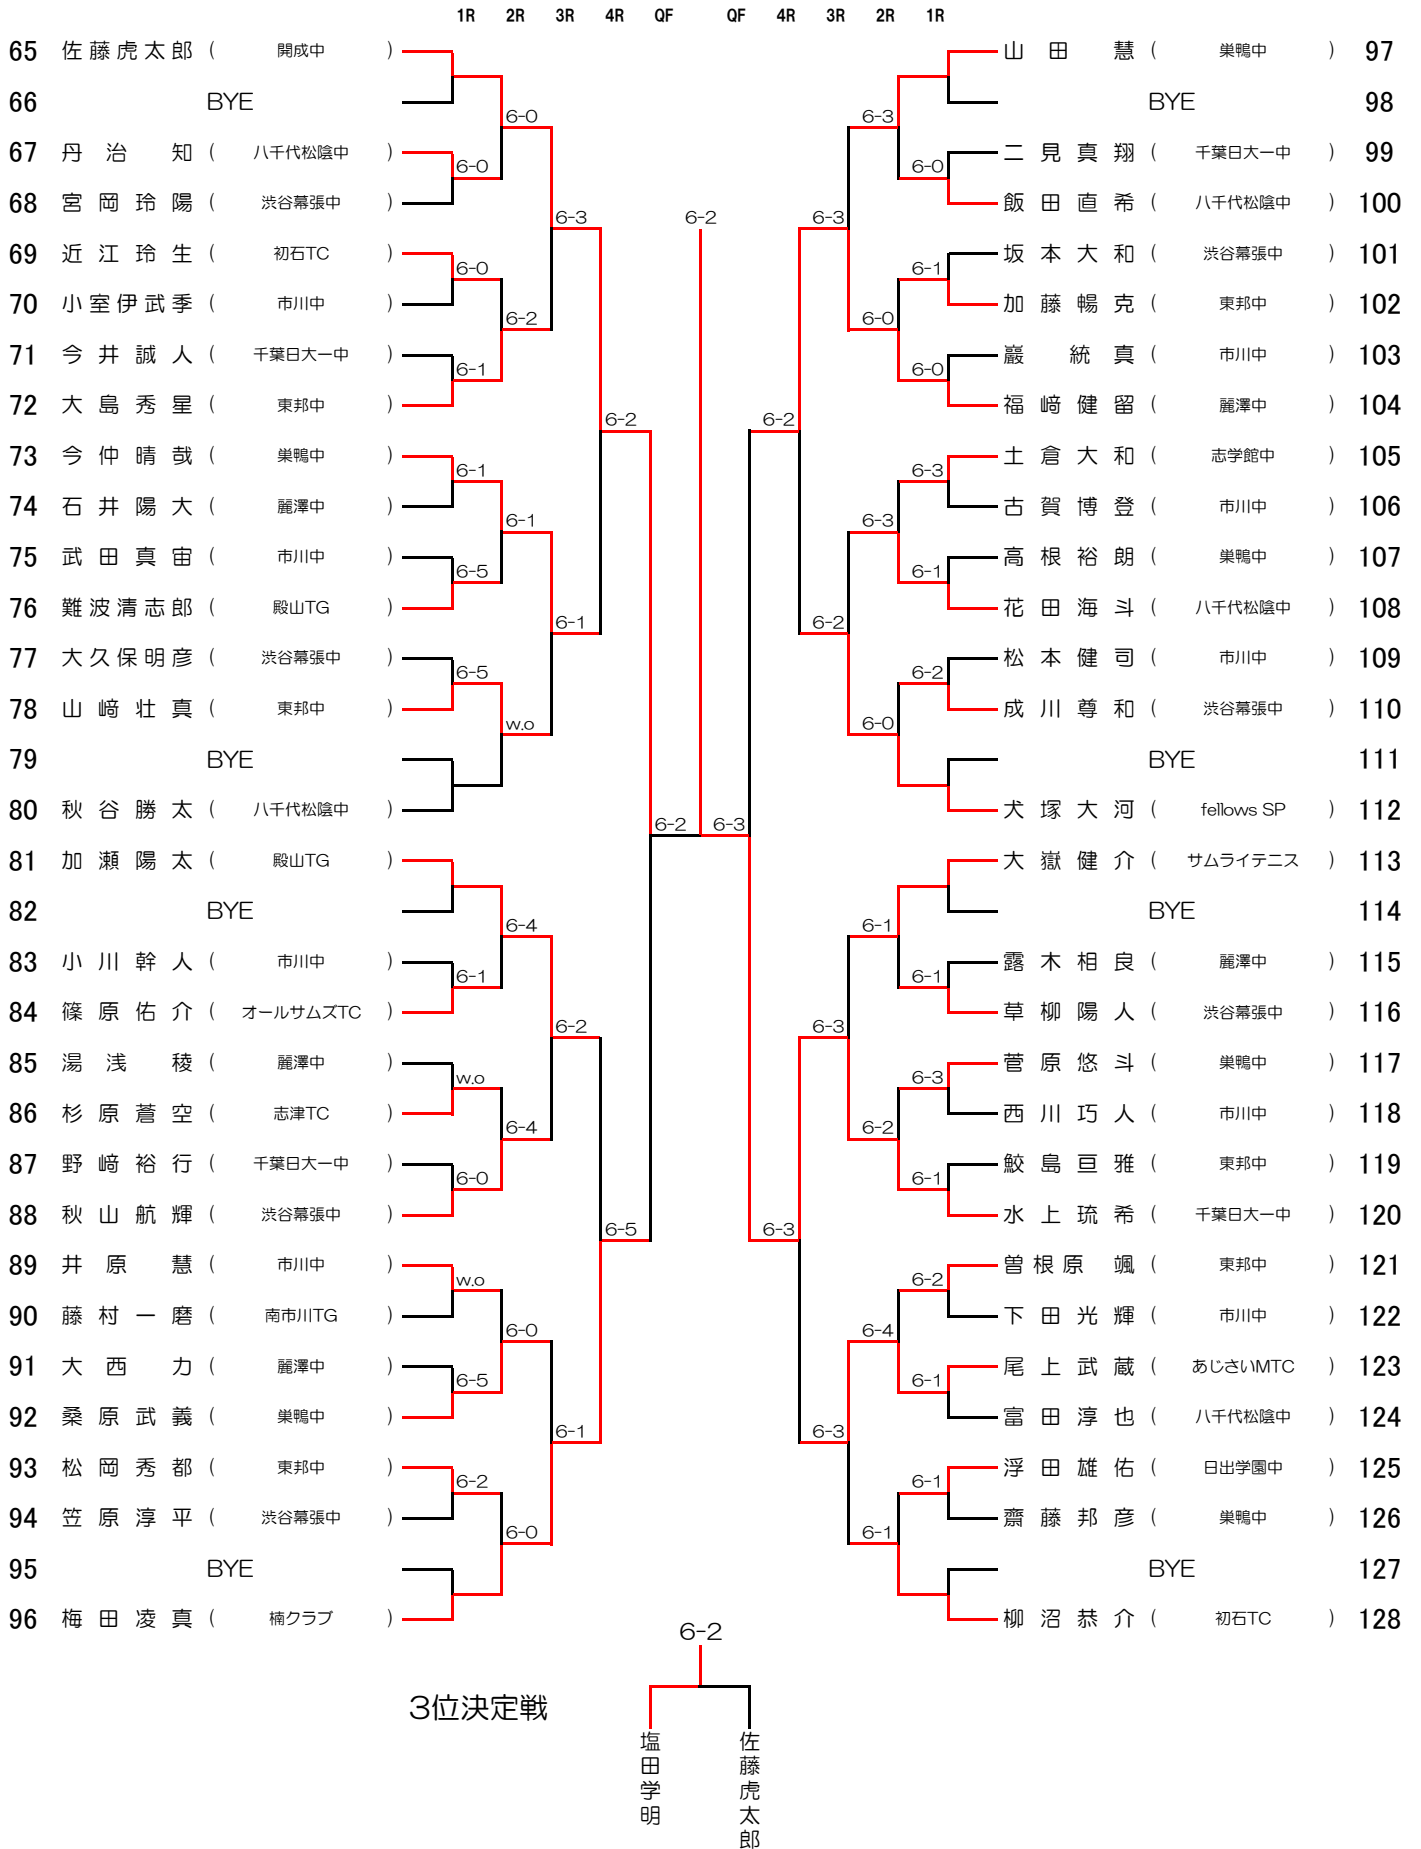 1R 2R 3R 4R QF QF 4R 3R 2R 1R
65 佐藤虎太郎 ( 開成中 ) 山田 慧 ( 巣鴨中 ) 97
66 BYE BYE 98
6-0 6-3
67 丹治 知 ( 八千代松陰中 ) 二見真翔 ( 千葉日大一中 ) 99
6-0 6-0
68 宮岡玲陽 ( 渋谷幕張中 ) 飯田直希 ( 八千代松陰中 ) 100
6-3 6-2 6-3
69 近江玲生 ( 初石TC ) 坂本大和 ( 渋谷幕張中 ) 101
6-0 6-1
70 小室伊武季 ( 市川中 ) 加藤暢克 ( 東邦中 ) 102
6-2 6-0
71 今井誠人 ( 千葉日大一中 ) 巖 統真 ( 市川中 ) 103
6-1 6-0
72 大島秀星 ( 東邦中 ) 福﨑健留 ( 麗澤中 ) 104
6-2 6-2
73 今仲晴哉 ( 巣鴨中 ) 土倉大和 ( 志学館中 ) 105
6-1 6-3
74 石井陽大 ( 麗澤中 ) 古賀博登 ( 市川中 ) 106
6-1 6-3
75 武田真宙 ( 市川中 ) 高根裕朗 ( 巣鴨中 ) 107
6-5 6-1
76 難波清志郎 ( 殿山TG ) 花田海斗 ( 八千代松陰中 ) 108
6-1 6-2
77 大久保明彦 ( 渋谷幕張中 ) 松本健司 ( 市川中 ) 109
6-5 6-2
78 山﨑壮真 ( 東邦中 ) 成川尊和 ( 渋谷幕張中 ) 110
w.o 6-0
79 BYE BYE 111
80 秋谷勝太 ( 八千代松陰中 ) 犬塚大河 ( fellows SP ) 112
6-2 6-3
81 加瀬陽太 ( 殿山TG ) 大嶽健介 ( サムライテニス ) 113
82 BYE BYE 114
6-4 6-1
83 小川幹人 ( 市川中 ) 露木相良 ( 麗澤中 ) 115
6-1 6-1
84 篠原佑介 ( オールサムズTC ) 草柳陽人 ( 渋谷幕張中 ) 116
6-2 6-3
85 湯浅 稜 ( 麗澤中 ) 菅原悠斗 ( 巣鴨中 ) 117
w.o 6-3
86 杉原蒼空 ( 志津TC ) 西川巧人 ( 市川中 ) 118
6-4 6-2
87 野﨑裕行 ( 千葉日大一中 ) 鮫島亘雅 ( 東邦中 ) 119
6-0 6-1
88 秋山航輝 ( 渋谷幕張中 ) 水上琉希 ( 千葉日大一中 ) 120
6-5 6-3
89 井原 慧 ( 市川中 ) 曽根原 颯 ( 東邦中 ) 121
w.o 6-2
90 藤村一磨 ( 南市川TG ) 下田光輝 ( 市川中 ) 122
6-0 6-4
91 大西 力 ( 麗澤中 ) 尾上武蔵 ( あじさいMTC ) 123
6-5 6-1
92 桑原武義 ( 巣鴨中 ) 富田淳也 ( 八千代松陰中 ) 124
6-1 6-3
93 松岡秀都 ( 東邦中 ) 浮田雄佑 ( 日出学園中 ) 125
6-2 6-1
94 笠原淳平 ( 渋谷幕張中 ) 齋藤邦彦 ( 巣鴨中 ) 126
6-0 6-1
95 BYE BYE 127
96 梅田凌真 ( 楠クラブ ) 柳沼恭介 ( 初石TC ) 128
6-2
3位決定戦
塩田学明
佐藤虎太郎